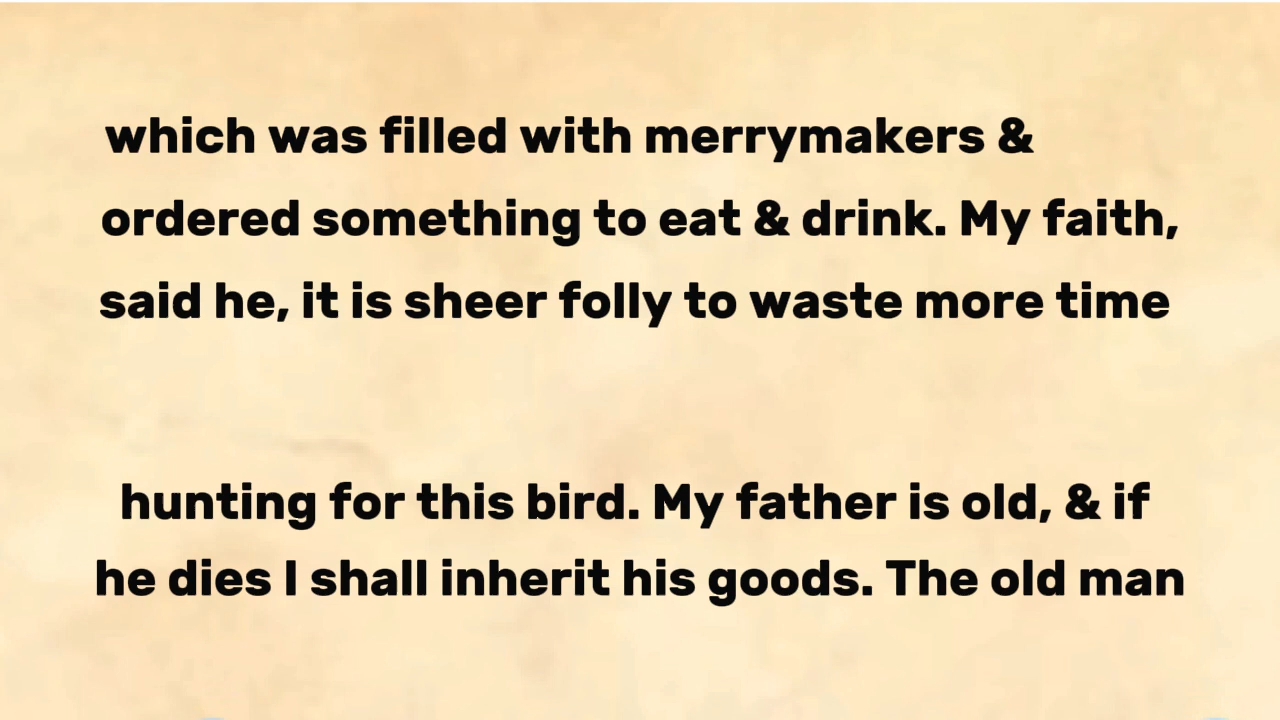 which was filled with merrymakers &
ordered something to eat & drink. My faith,
said he, it is sheer folly to waste more time
hunting for this bird. My father is old, & if
he dies I shall inherit his goods. The old man